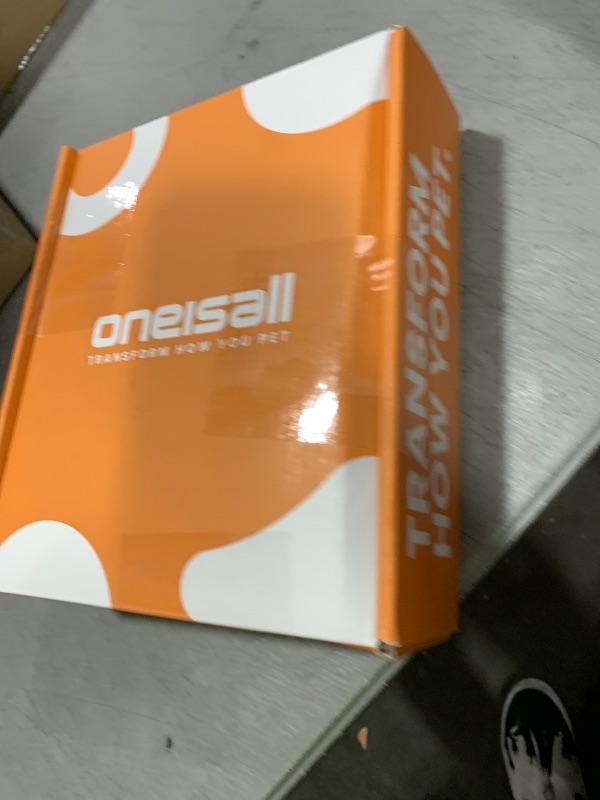 oneisall
TRANSFORM HOW YOU PET
TRANSFORM
HOW YOU PET.